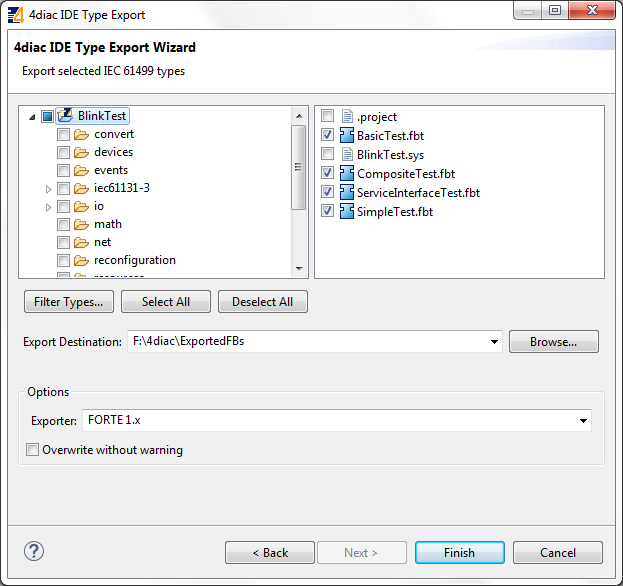 4diac IDE Type Export
4diac IDE Type Export Wizard
Export selected IEC 61499 types
BlinkTest
convert
devices
events
iec61131-3
io
math
net
reconfiguration
resources
.project
BasicTest.fbt
BlinkTest.sys
CompositeTest.fbt
ServiceInterfaceTest.fbt
SimpleTest.fbt
Filter Types...
Select All
Deselect All
Export Destination:
F:\4diac\ExportedFBs
Browse...
Options
Exporter:
FORTE 1.x
Overwrite without warning
?
< Back
Next >
Finish
Cancel